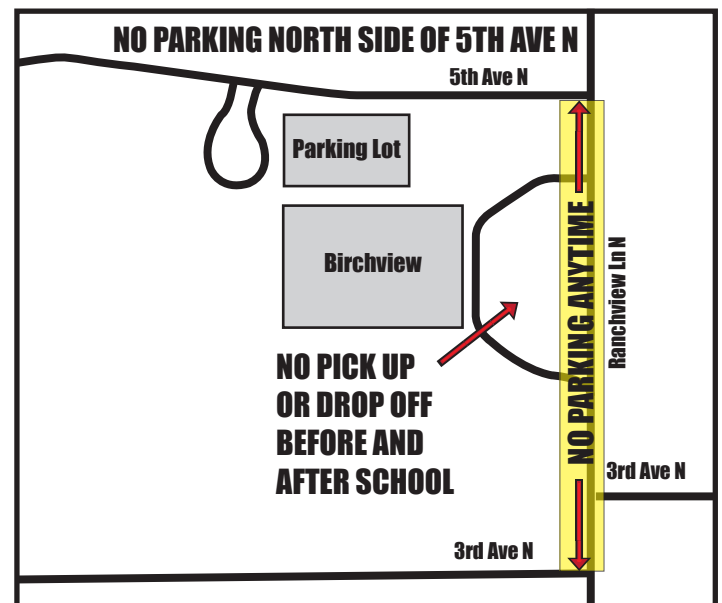 NO PARKING NORTH SIDE OF 5TH AVE N
5th Ave N
Parking Lot
Birchview
NO PARKING ANYTIME
Ranchview Ln N
NO PICK UP
OR DROP OFF
BEFORE AND
AFTER SCHOOL
3rd Ave N
3rd Ave N